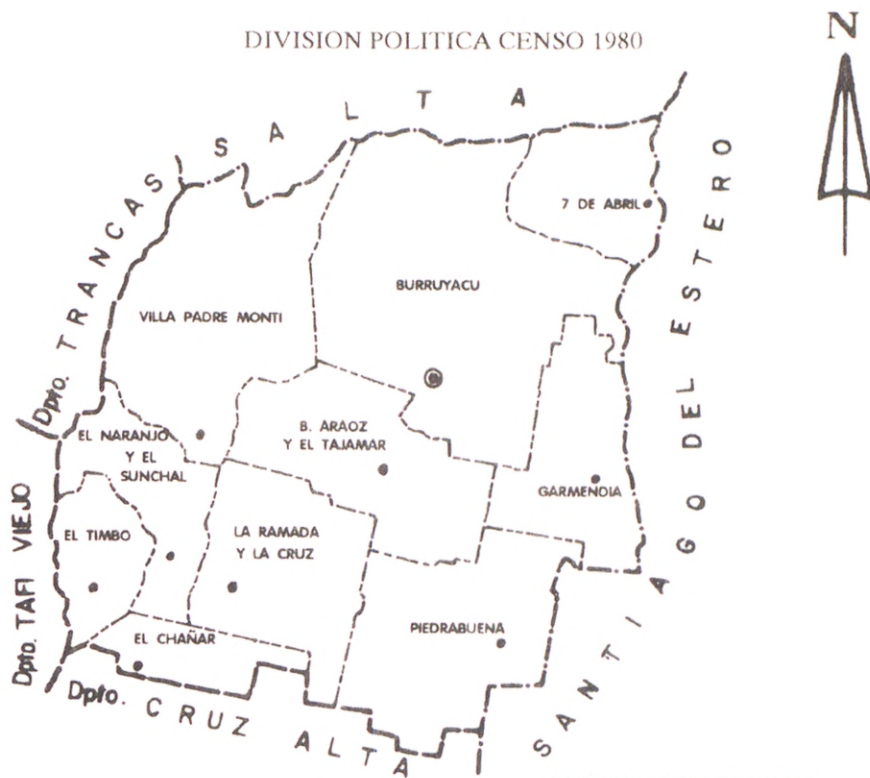 DIVISION POLITICA CENSO 1980
N
SALTA
7 DE ABRIL
Dpto. TRANCAS
BURRUYACU
VILLA PADRE MONTI
SANTIAGO DEL ESTERO
B. ARAOZ
Y EL TAJAMAR
EL NARANJO
Y EL
SUNCHAL
GARMENDIA
Dpto. TAFI VIEJO
EL TIMBO
LA RAMADA
Y LA CRUZ
PIEDRABUENA
EL CHAÑAR
Dpto. CRUZ ALTA